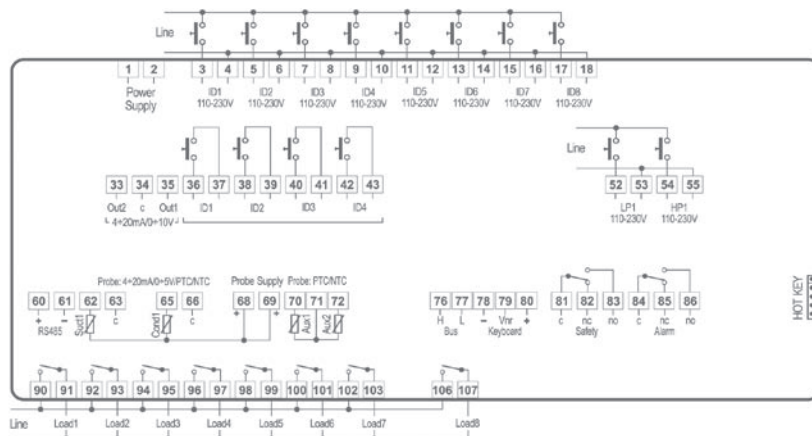 Line
1 2 3 4 5 6 7 8 9 10 11 12 13 14 15 16 17 18
Power Supply ID1 ID2 ID3 ID4 ID5 ID6 ID7 ID8
110-230V 110-230V 110-230V 110-230V 110-230V 110-230V 110-230V 110-230V
Line
33 34 35 36 37 38 39 40 41 42 43 52 53 54 55
Out2 c Out1 ID1 ID2 ID3 ID4 LP1 HP1
4÷20mA/0÷10V 110-230V 110-230V
Probe: 4÷20mA/0÷5V/PTC/NTC Probe Supply Probe: PTC/NTC
60 61 62 63 65 66 68 69 70 71 72 76 77 78 79 80 81 82 83 84 85 86
+ − Suct1 c Cond1 c + + Aux1 Aux2 H L − Vnr + c nc no c nc no
RS485 Bus Keyboard Safety Alarm
HOT KEY
90 91 92 93 94 95 96 97 98 99 100 101 102 103 106 107
Line Load1 Load2 Load3 Load4 Load5 Load6 Load7 Load8